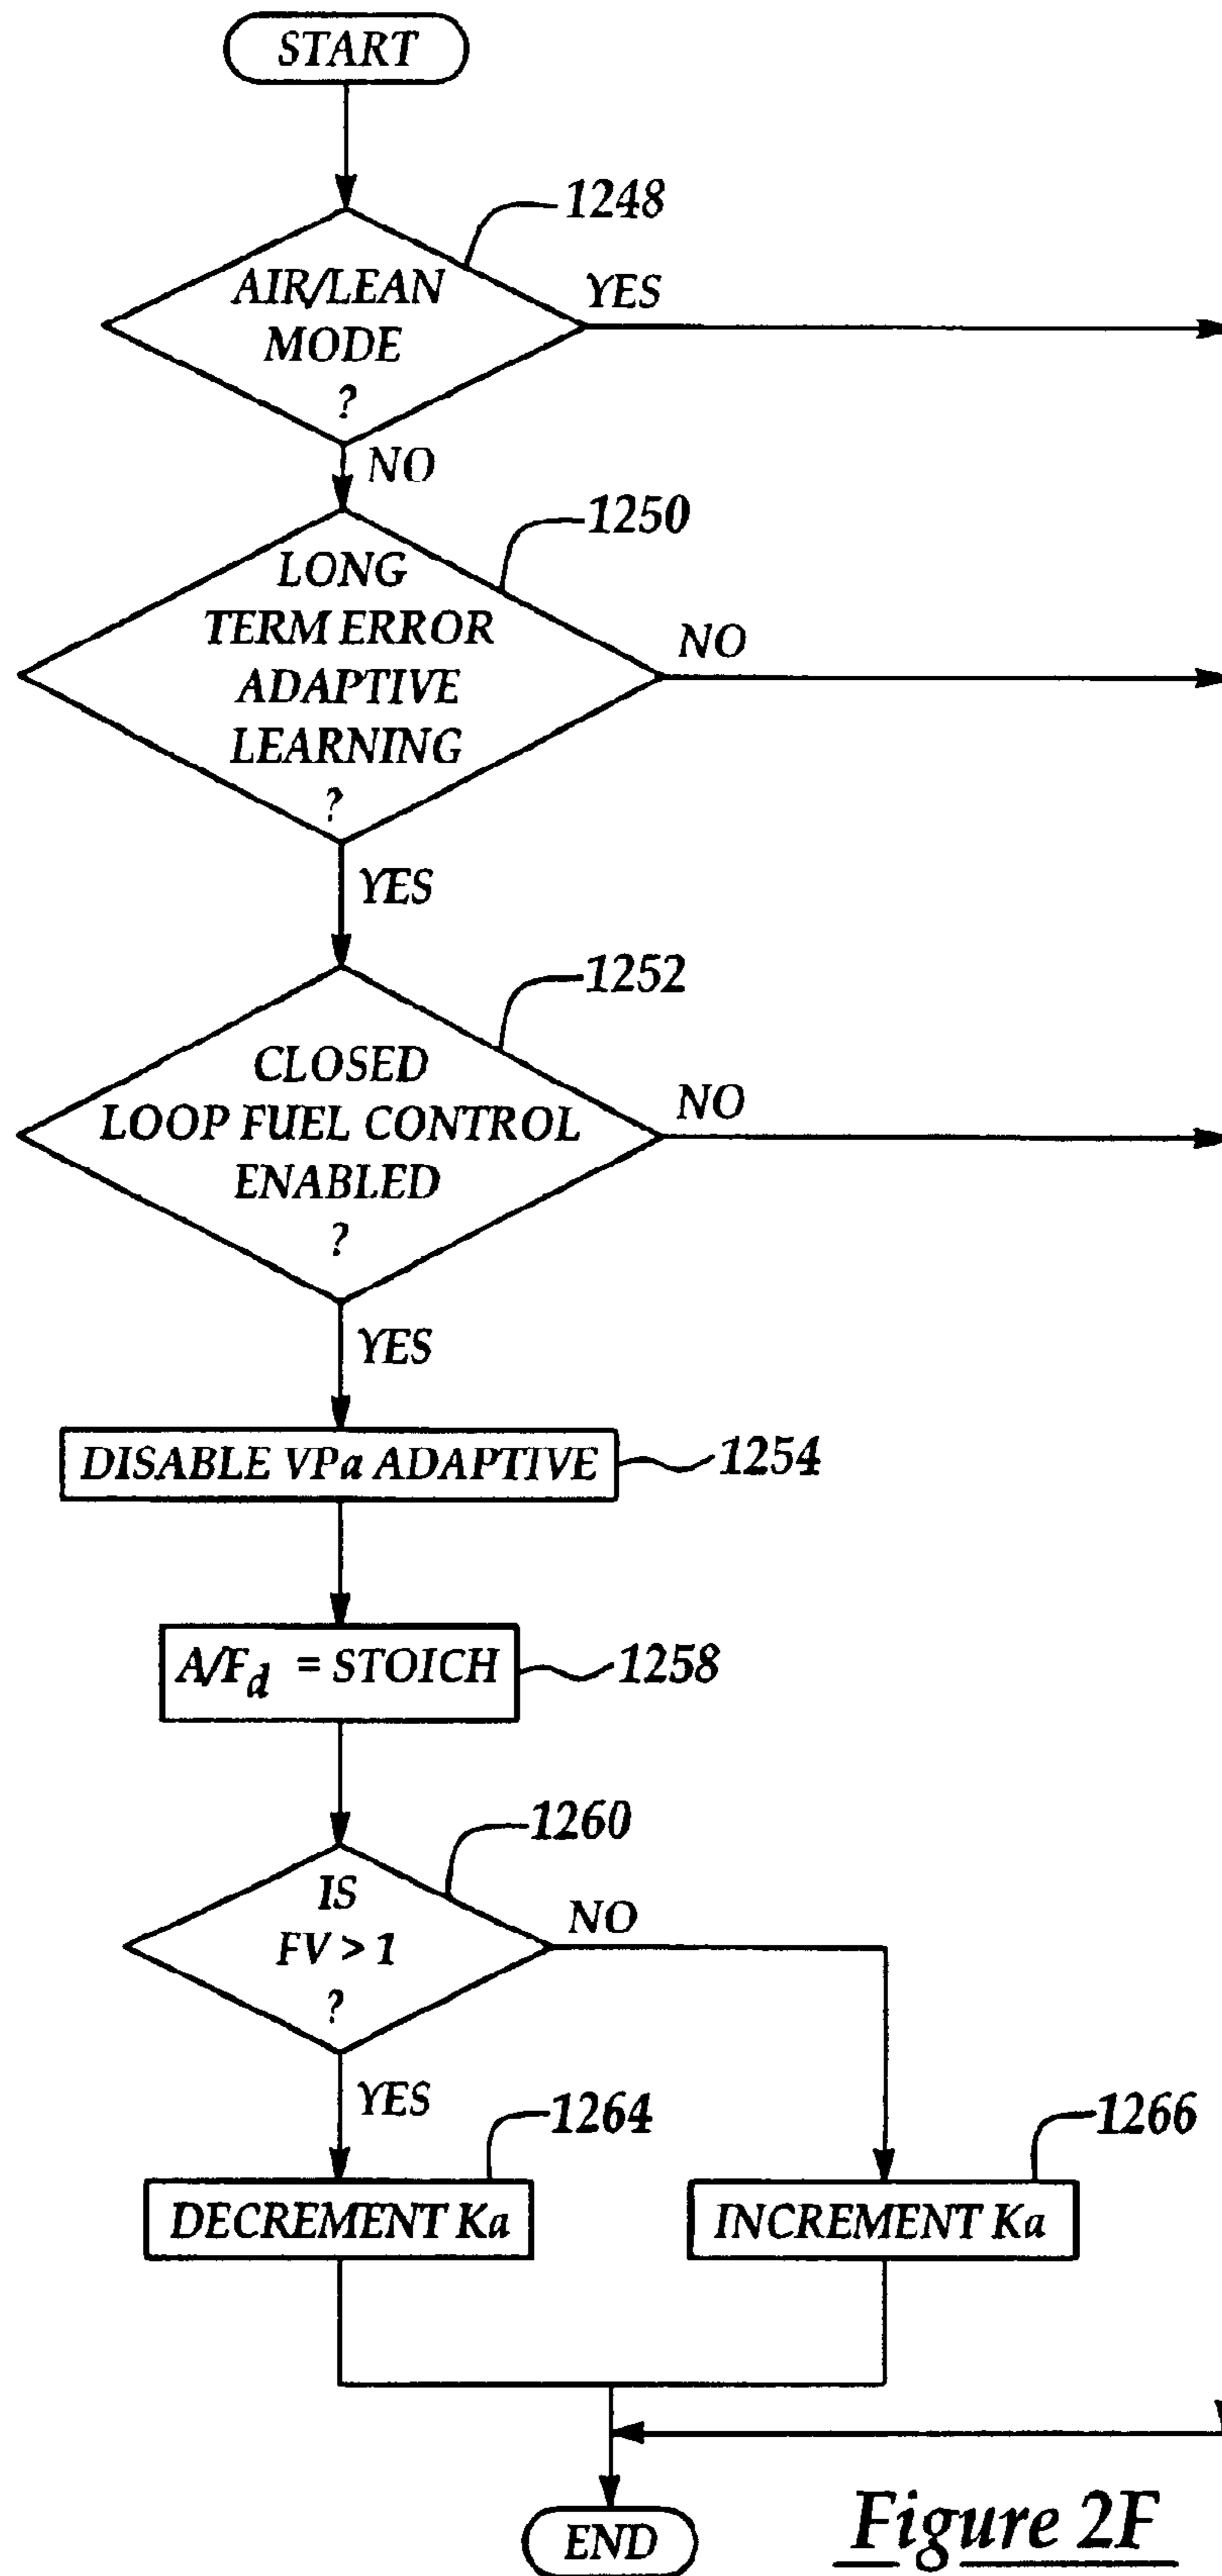 START
1248
AIR/LEAN
MODE
?
YES
NO
1250
LONG
TERM ERROR
ADAPTIVE
LEARNING
?
NO
YES
1252
CLOSED
LOOP FUEL CONTROL
ENABLED
?
NO
YES
DISABLE VPa ADAPTIVE
1254
A/Fd = STOICH
1258
1260
IS
FV > 1
?
NO
YES
1264
1266
DECREMENT Ka
INCREMENT Ka
END
Figure 2F